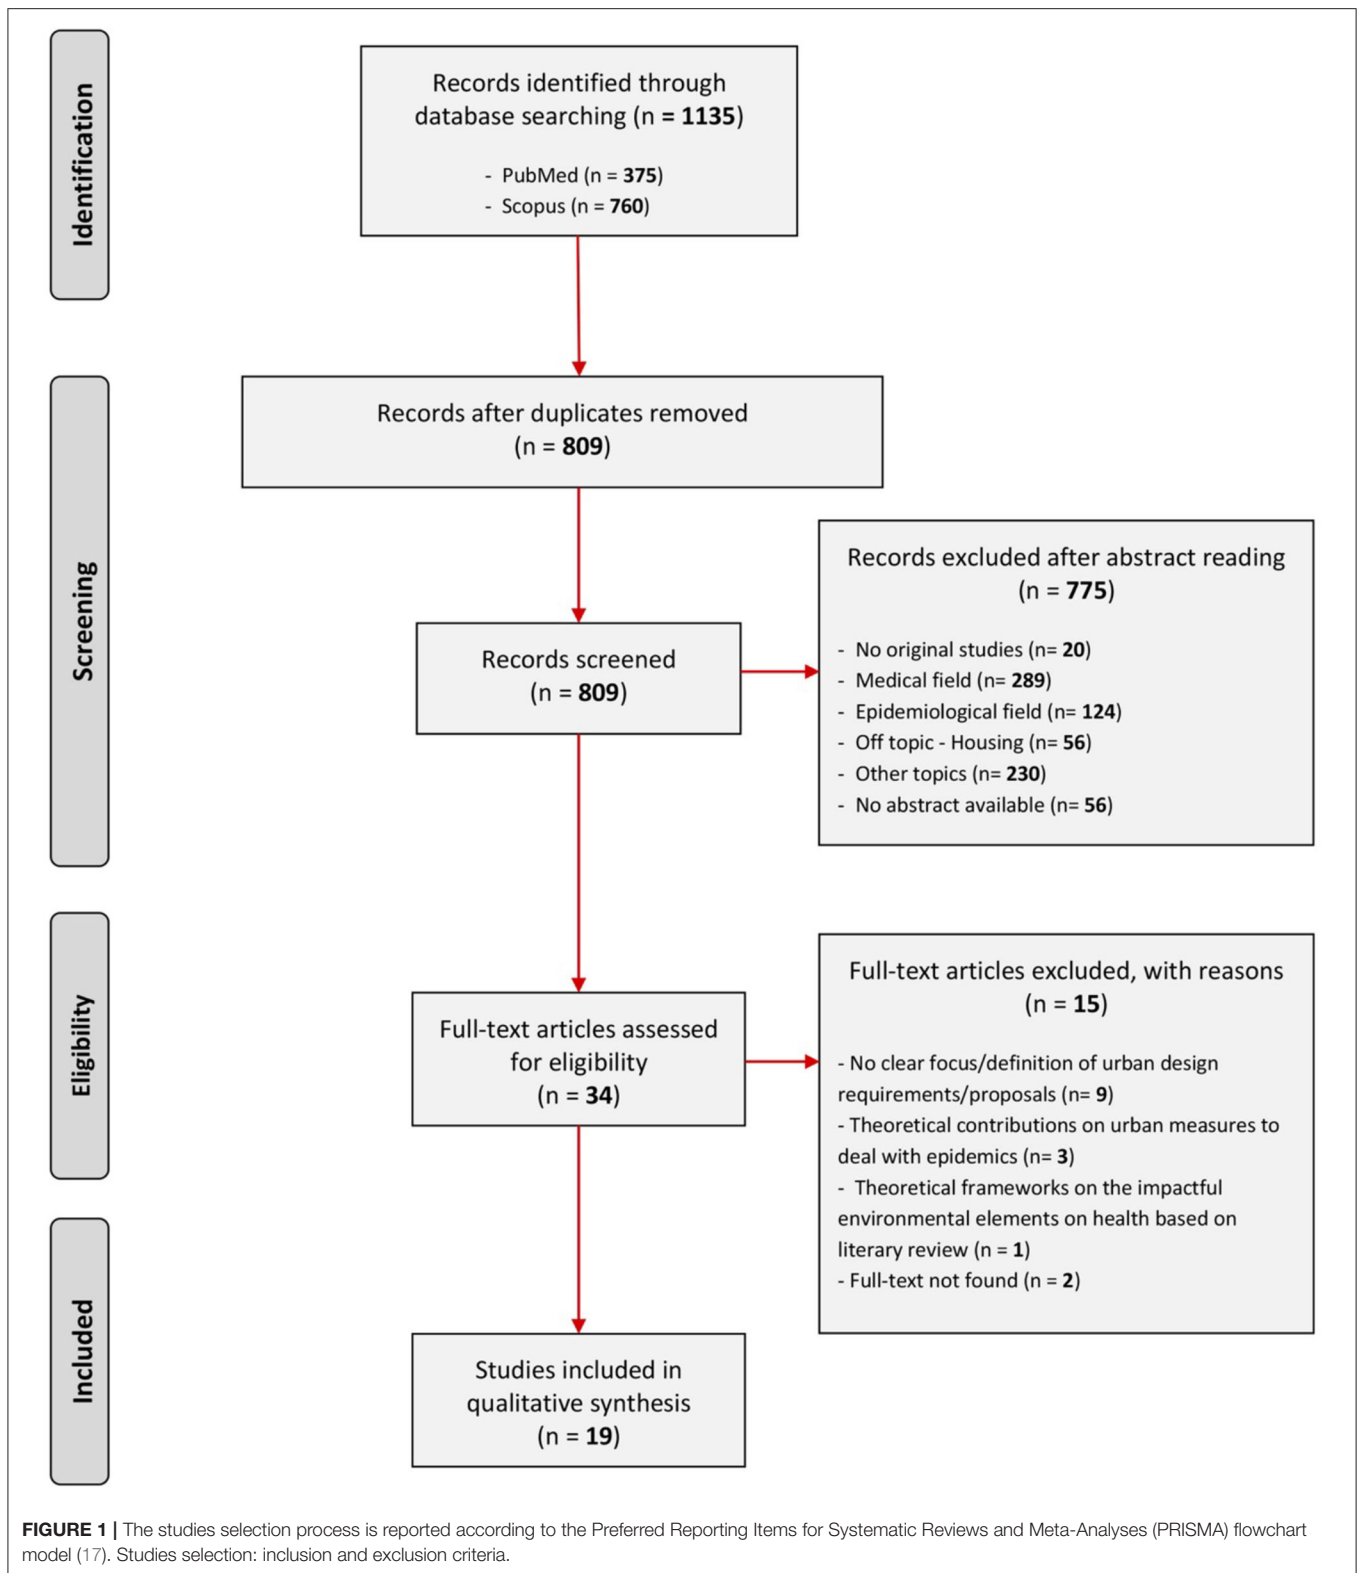 Identification
Records identified through
database searching (n = 1135)
- PubMed (n = 375)
- Scopus (n = 760)
Screening
Records after duplicates removed
(n = 809)
Records screened
(n = 809)
Records excluded after abstract reading
(n = 775)
- No original studies (n= 20)
- Medical field (n= 289)
- Epidemiological field (n= 124)
- Off topic - Housing (n= 56)
- Other topics (n= 230)
- No abstract available (n= 56)
Eligibility
Full-text articles assessed
for eligibility
(n = 34)
Full-text articles excluded, with reasons
(n = 15)
- No clear focus/definition of urban design
requirements/proposals (n= 9)
- Theoretical contributions on urban measures to
deal with epidemics (n= 3)
- Theoretical frameworks on the impactful
environmental elements on health based on
literary review (n = 1)
- Full-text not found (n = 2)
Included
Studies included in
qualitative synthesis
(n = 19)
FIGURE 1 | The studies selection process is reported according to the Preferred Reporting Items for Systematic Reviews and Meta-Analyses (PRISMA) flowchart
model (17). Studies selection: inclusion and exclusion criteria.